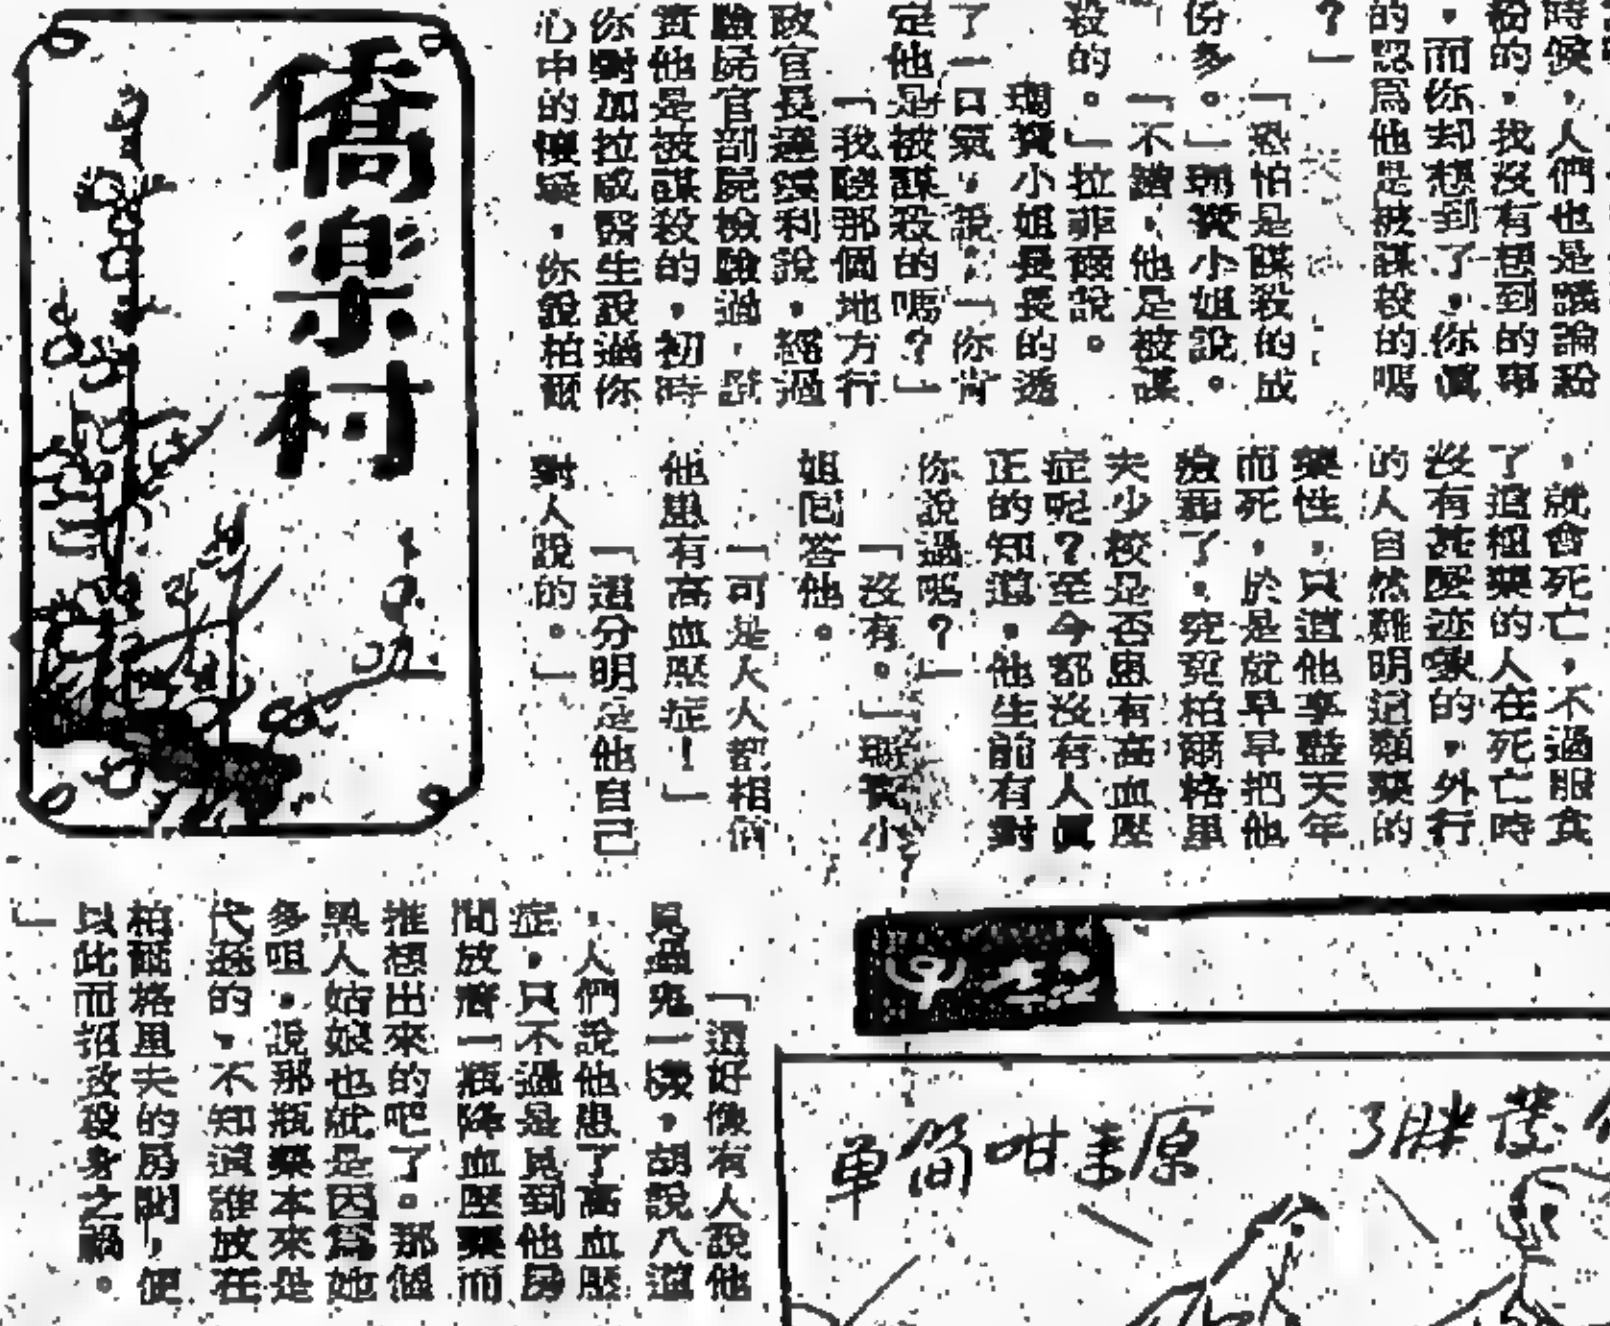 僑楽村
時候，人們也是議論紛
紛的，我沒有想到的事
，而你却想到了，你眞
的認爲他是被謀殺的嗎
？」
「恐怕是謀殺的成
份多。」瑪寶小姐說。
「不錯，他是被謀
殺的。」拉菲爾說。
瑪寶小姐長長的透
了一口氣，說：「你肯
定他是被謀殺的嗎？」
「我聽那個地方行
政官長達利說，經過
驗屍官剖屍檢驗過，證
實他是被謀殺的，初時
你對加拉醫生說過你
心中的懷疑，你說柏爾
，就會死亡，不過服食
了這種藥的人在死亡時
沒有甚麼迹象的，外行
的人自然難明這類藥的
藥性，只道他享盡天年
而死，於是就早早把他
殮葬了，究竟柏爾格里
夫少校是否患有高血壓
症呢？至今都沒有人眞
正的知道，他生前有對
你說過嗎？」
「沒有。」瑪寶小
姐囘答他。
「可是人人都相信
他患有高血壓症！」
「這分明是他自己
對人說的。」
「這好像有人說他
見過鬼一樣，胡說八道
，人們說他患了高血壓
症，只不過是見到他房
間放着一瓶降血壓藥而
推想出來的吧了。那個
黑人姑娘也就是因爲她
多咀，說那瓶藥本來是
代的，不知道誰放在
柏爾格里夫的房間，便
以此而招致殺身之禍。
」
原來咁簡單
胖了